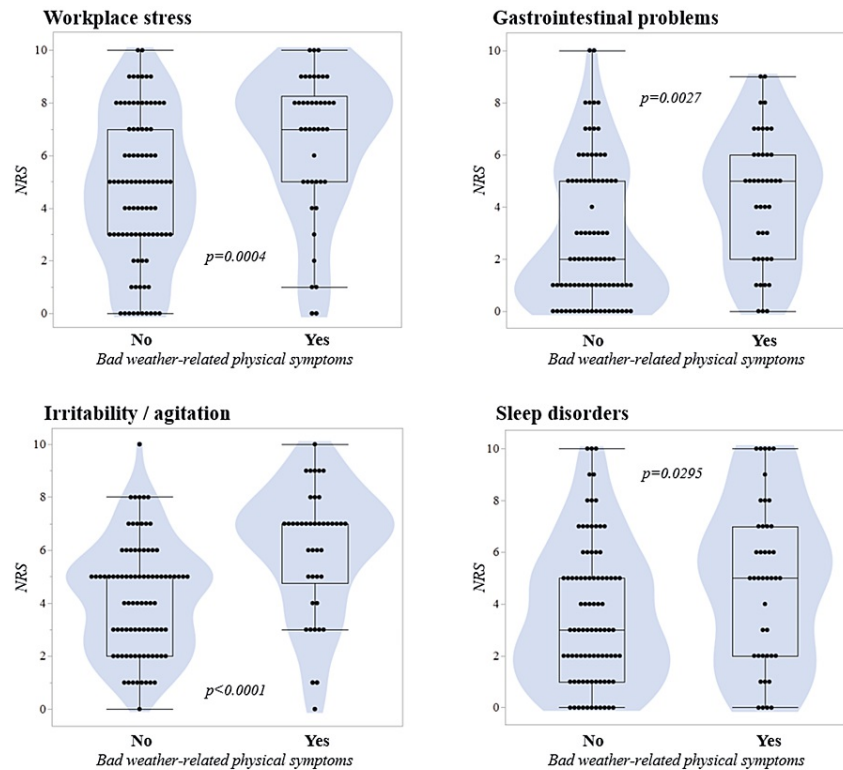 Workplace stress
10
8
6
4
2
0
NRS
p=0.0004
No Yes
Bad weather-related physical symptoms
Gastrointestinal problems
10
8
6
4
2
0
NRS
p=0.0027
No Yes
Bad weather-related physical symptoms
Irritability / agitation
10
8
6
4
2
0
NRS
p<0.0001
No Yes
Bad weather-related physical symptoms
Sleep disorders
10
8
6
4
2
0
NRS
p=0.0295
No Yes
Bad weather-related physical symptoms